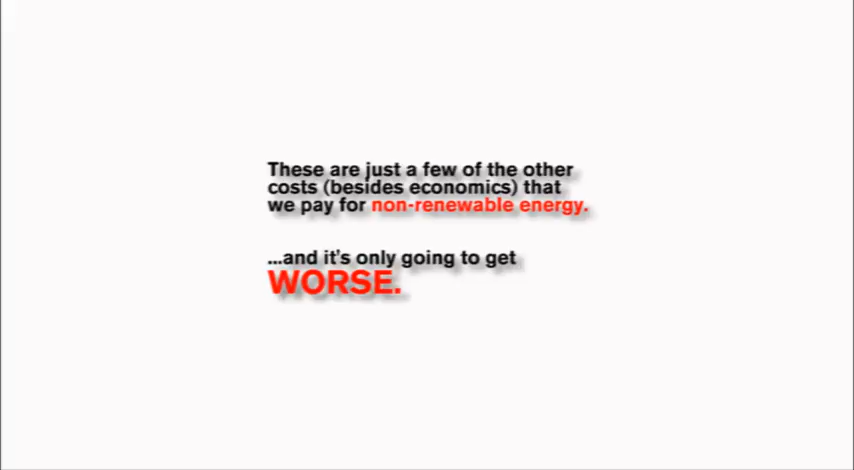 These are just a few of the other
costs (besides economics) that
we pay for non-renewable energy.
...and it's only going to get
WORSE.